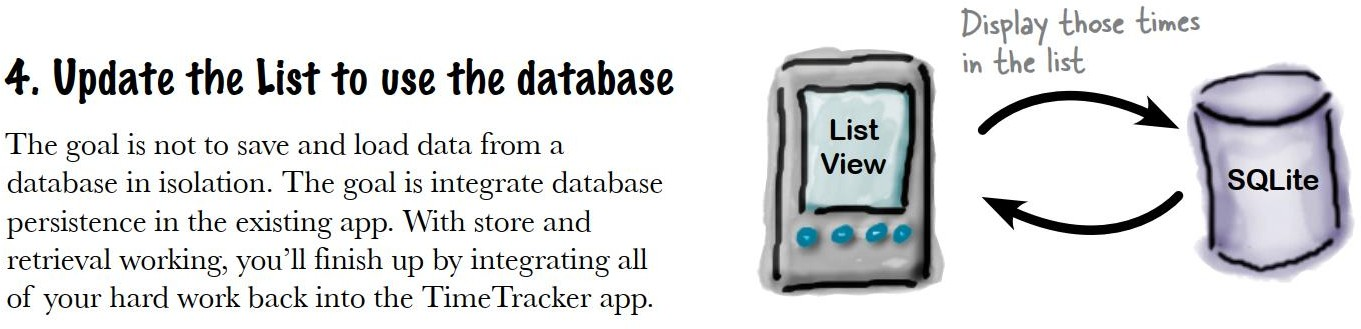 4. Update the List to use the database
The goal is not to save and load data from a
database in isolation. The goal is integrate database
persistence in the existing app. With store and
retrieval working, you’ll finish up by integrating all
of your hard work back into the TimeTracker app.
Display those times
in the list
List
View
SQLite